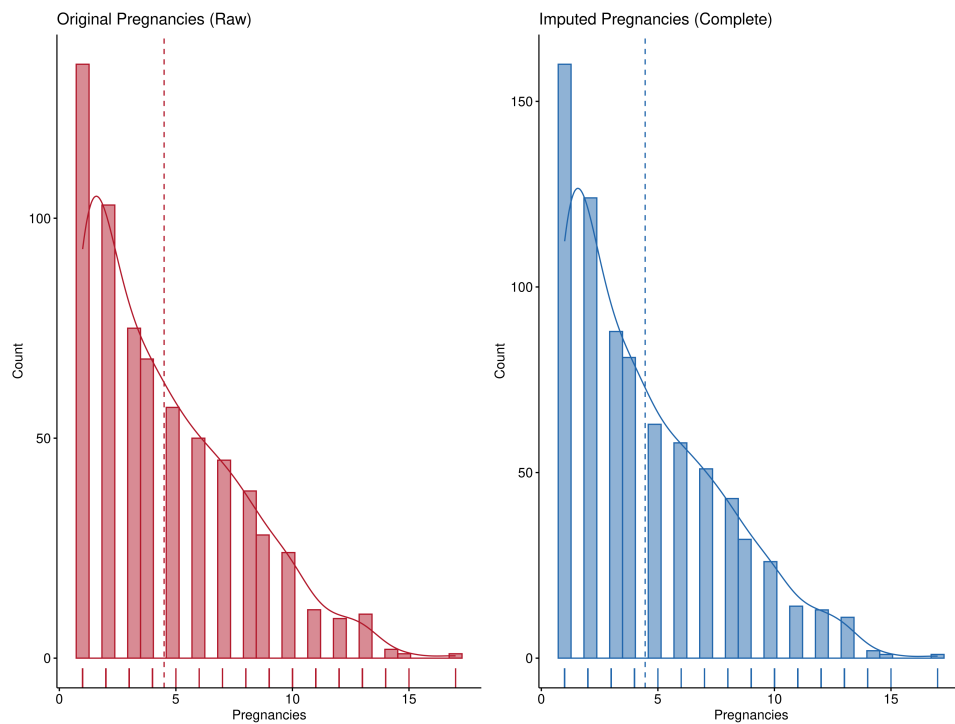 Original Pregnancies (Raw)
100
50
0
Count
0 5 10 15
Pregnancies
Imputed Pregnancies (Complete)
150
100
50
0
Count
0 5 10 15
Pregnancies